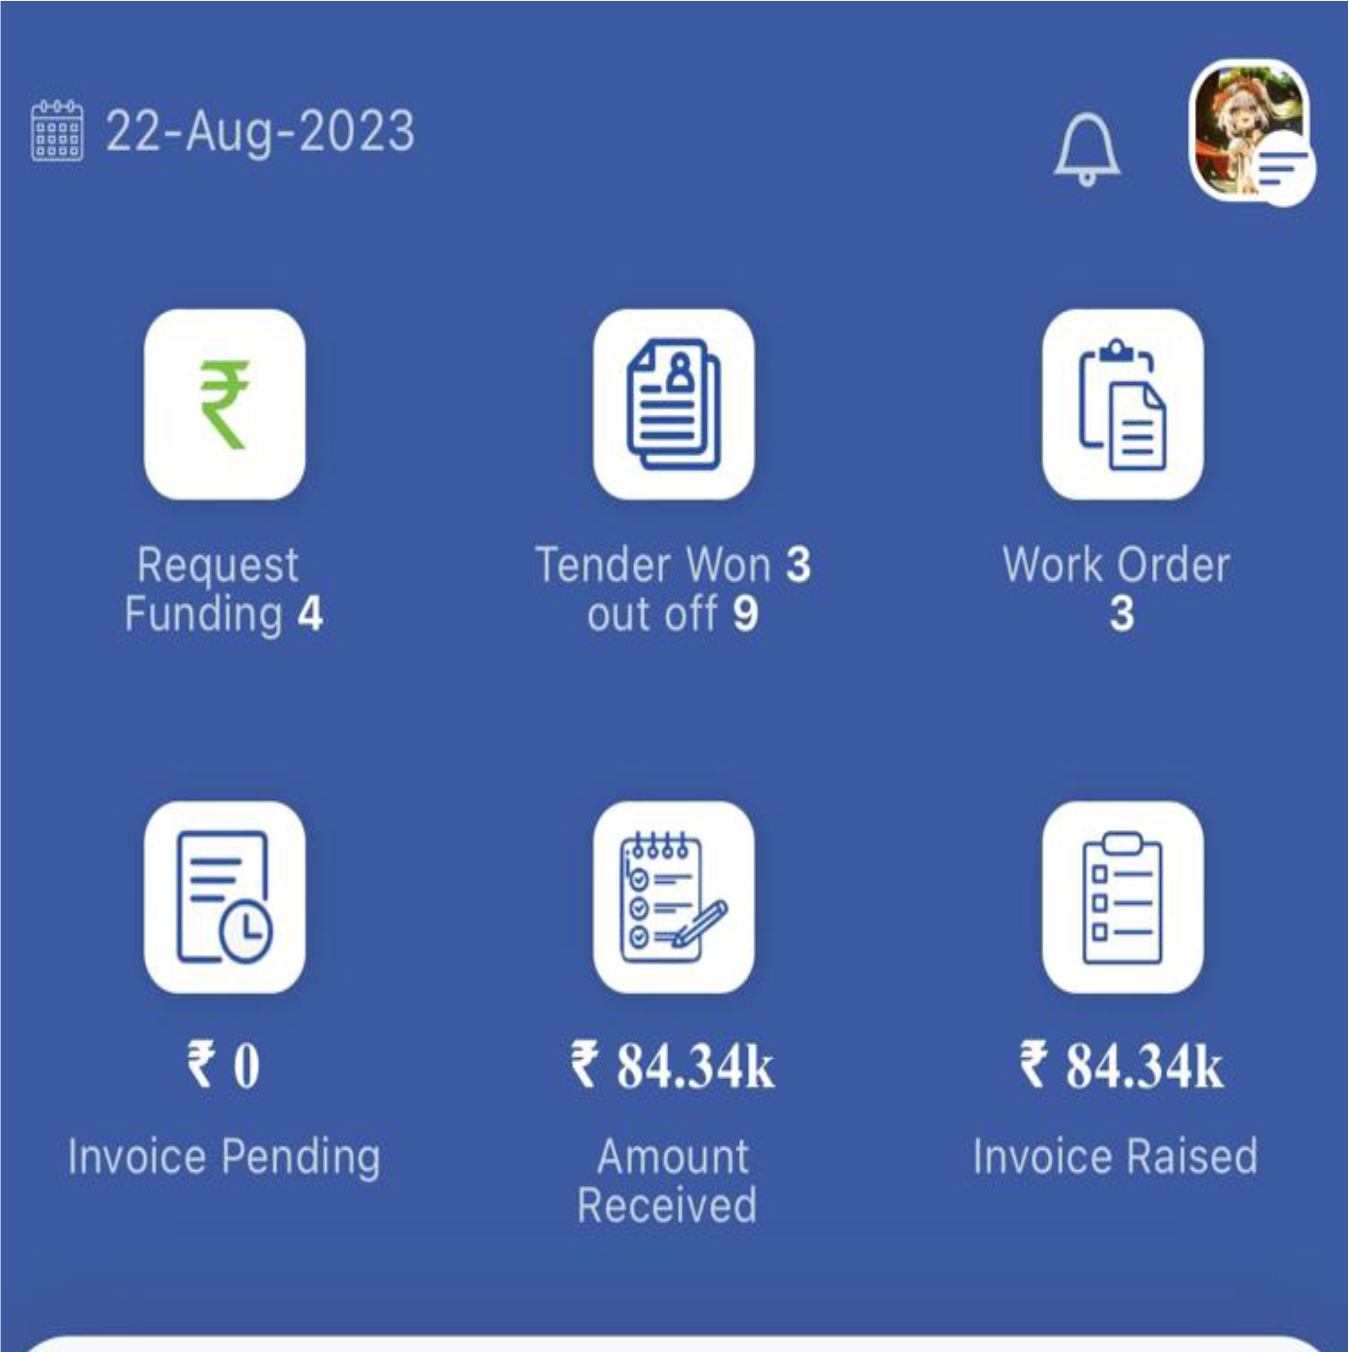 22-Aug-2023
Request
Funding 4
Tender Won 3
out off 9
Work Order
3
₹ 0
Invoice Pending
₹ 84.34k
Amount
Received
₹ 84.34k
Invoice Raised